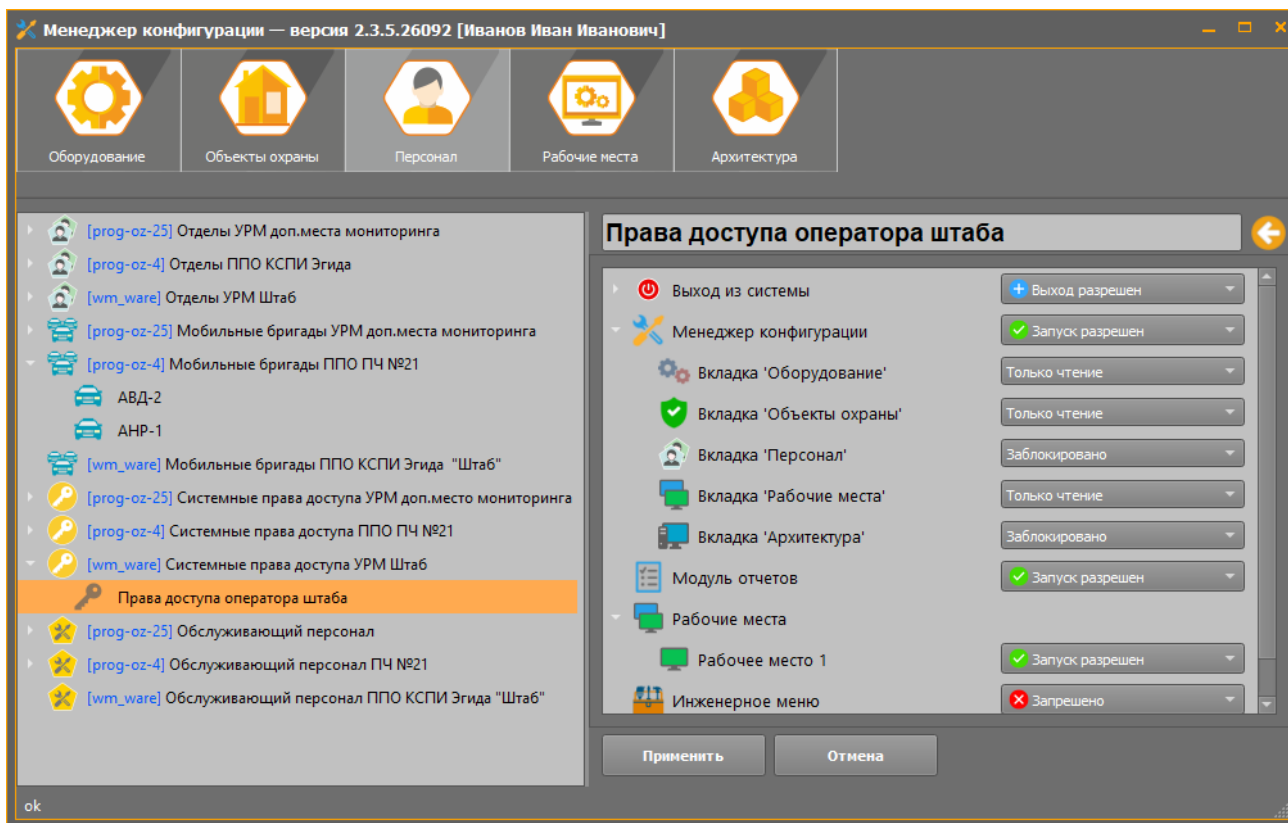 Менеджер конфигурации — версия 2.3.5.26092 [Иванов Иван Иванович]
Оборудование
Объекты охраны
Персонал
Рабочие места
Архитектура
[prog-oz-25] Отделы УРМ доп.места мониторинга
[prog-oz-4] Отделы ППО КСПИ Эгида
[wm_ware] Отделы УРМ Штаб
[prog-oz-25] Мобильные бригады УРМ доп.места мониторинга
[prog-oz-4] Мобильные бригады ППО ПЧ №21
АВД-2
АНР-1
[wm_ware] Мобильные бригады ППО КСПИ Эгида "Штаб"
[prog-oz-25] Системные права доступа УРМ доп.место мониторинга
[prog-oz-4] Системные права доступа ППО ПЧ №21
[wm_ware] Системные права доступа УРМ Штаб
Права доступа оператора штаба
[prog-oz-25] Обслуживающий персонал
[prog-oz-4] Обслуживающий персонал ПЧ №21
[wm_ware] Обслуживающий персонал ППО КСПИ Эгида "Штаб"
Права доступа оператора штаба
Выход из системы Выход разрешен
Менеджер конфигурации Запуск разрешен
Вкладка 'Оборудование' Только чтение
Вкладка 'Объекты охраны' Только чтение
Вкладка 'Персонал' Заблокировано
Вкладка 'Рабочие места' Только чтение
Вкладка 'Архитектура' Заблокировано
Модуль отчетов Запуск разрешен
Рабочие места
Рабочее место 1 Запуск разрешен
Инженерное меню Запрещено
Применить Отмена
ok